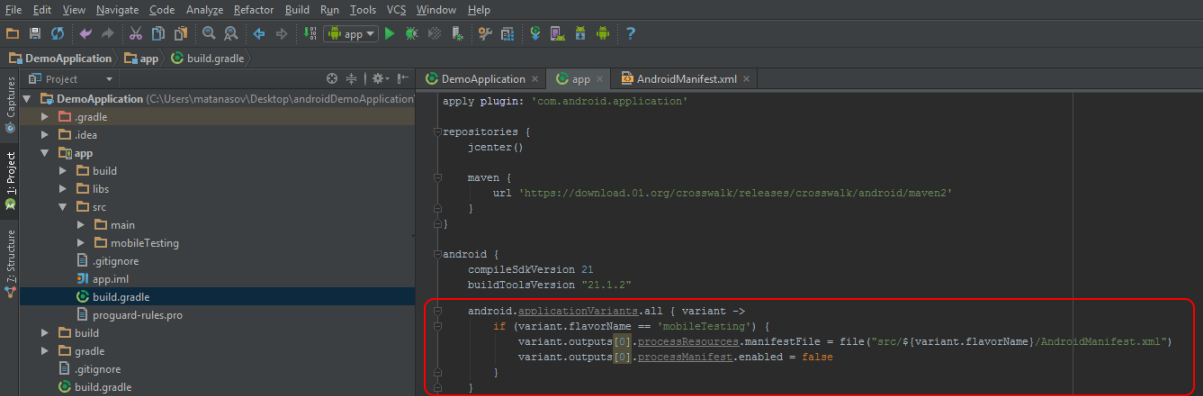 File Edit View Navigate Code Analyze Refactor Build Run Tools VCS Window Help
app
DemoApplication app build.gradle
Project
DemoApplication app AndroidManifest.xml
Captures
1: Project
7: Structure
DemoApplication (C:\Users\matanasov\Desktop\androidDemoApplication
.gradle
.idea
app
build
libs
src
main
mobileTesting
.gitignore
app.iml
build.gradle
proguard-rules.pro
build
gradle
.gitignore
build.gradle
apply plugin: 'com.android.application'
repositories {
jcenter()
maven {
url 'https://download.01.org/crosswalk/releases/crosswalk/android/maven2'
}
}
android {
compileSdkVersion 21
buildToolsVersion "21.1.2"
android.applicationVariants.all { variant ->
if (variant.flavorName == 'mobileTesting') {
variant.outputs[0].processResources.manifestFile = file("src/${variant.flavorName}/AndroidManifest.xml")
variant.outputs[0].processManifest.enabled = false
}
}